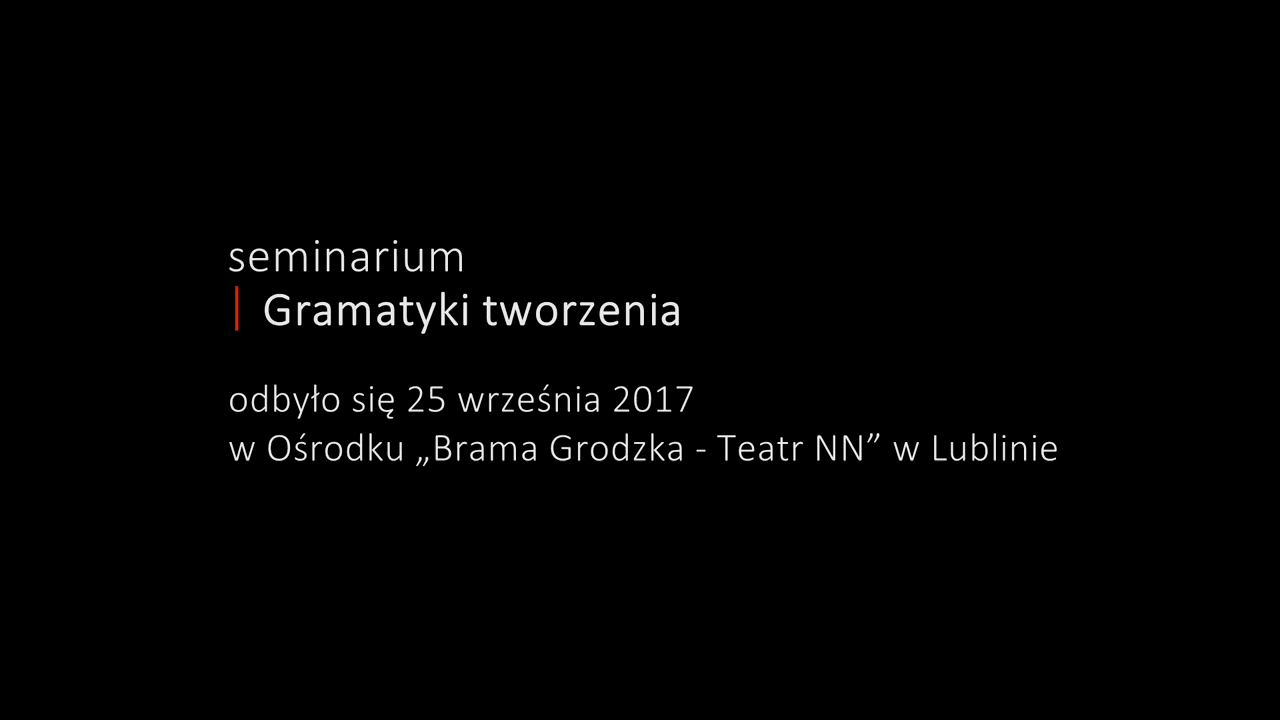 seminarium
Gramatyki tworzenia
odbyło się 25 września 2017
w Ośrodku „Brama Grodzka - Teatr NN” w Lublinie